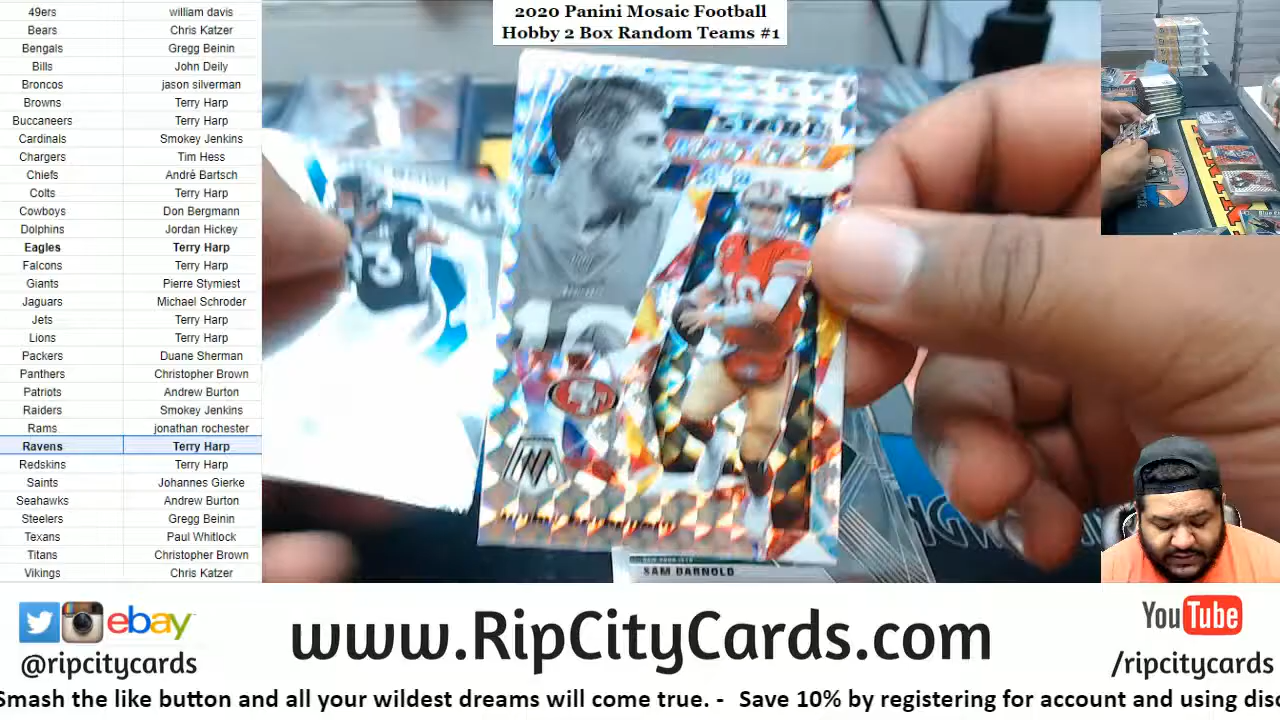 2020 Panini Mosaic Football
Hobby 2 Box Random Teams #1
49ers william davis
Bears Chris Katzer
Bengals Gregg Beinin
Bills John Deily
Broncos jason silverman
Browns Terry Harp
Buccaneers Terry Harp
Cardinals Smokey Jenkins
Chargers Tim Hess
Chiefs André Bartsch
Colts Terry Harp
Cowboys Don Bergmann
Dolphins Jordan Hickey
Eagles Terry Harp
Falcons Terry Harp
Giants Pierre Stymiest
Jaguars Michael Schroder
Jets Terry Harp
Lions Terry Harp
Packers Duane Sherman
Panthers Christopher Brown
Patriots Andrew Burton
Raiders Smokey Jenkins
Rams jonathan rochester
Ravens Terry Harp
Redskins Terry Harp
Saints Johannes Gierke
Seahawks Andrew Burton
Steelers Gregg Beinin
Texans Paul Whitlock
Titans Christopher Brown
Vikings Chris Katzer
SAM DARNOLD
ebay
@ripcitycards
www.RipCityCards.com
YouTube
/ripcitycards
Smash the like button and all your wildest dreams will come true. - Save 10% by registering for account and using disc